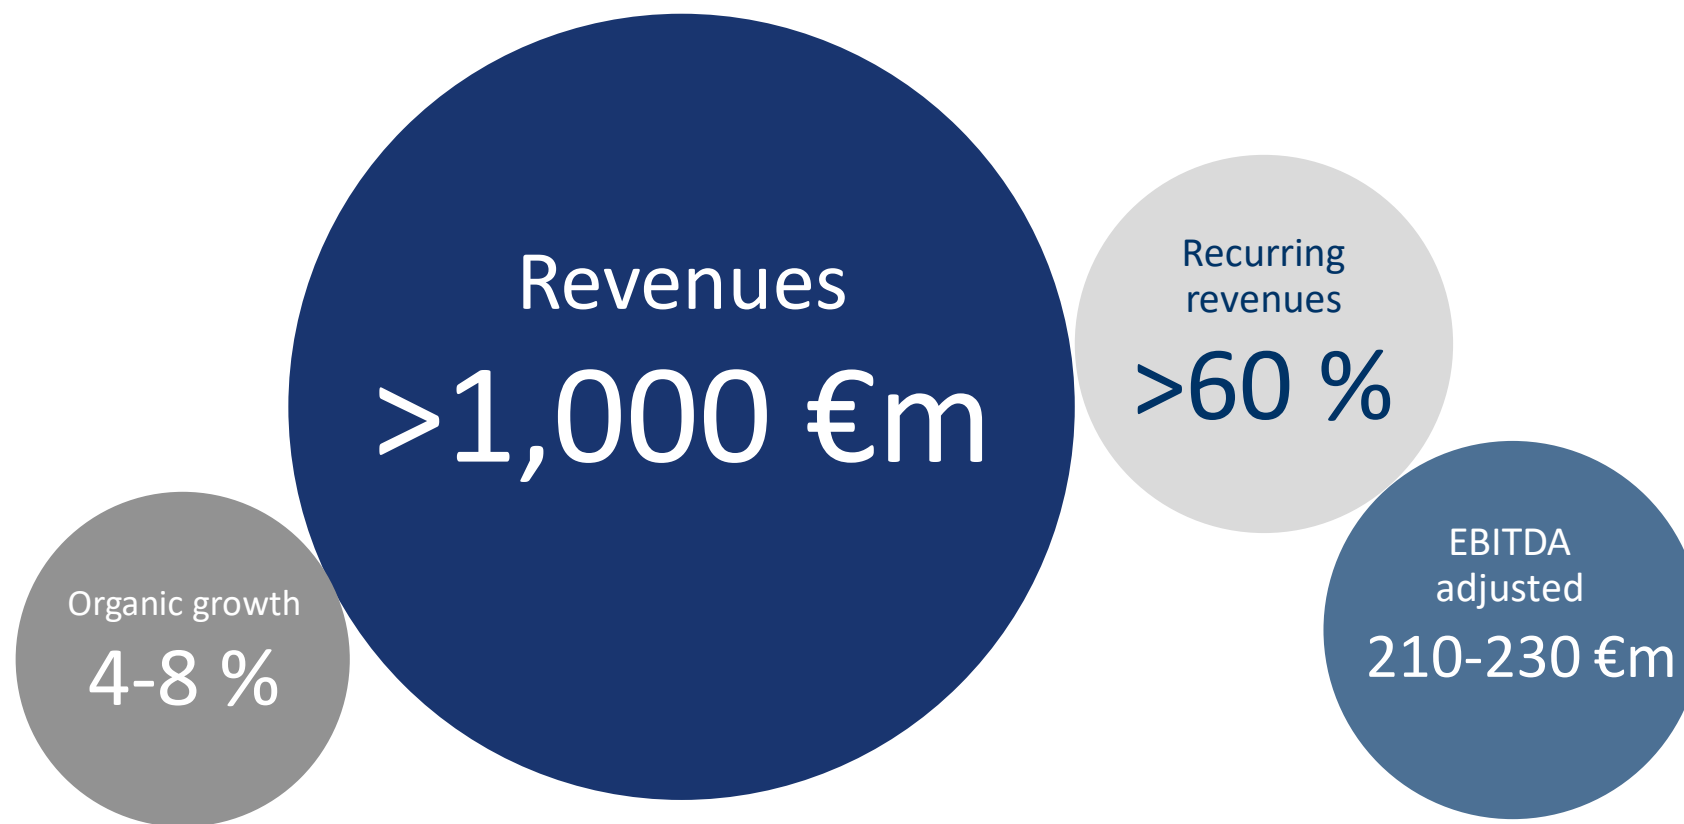 Revenues
>1,000 €m
Recurring
revenues
>60 %
EBITDA
adjusted
210-230 €m
Organic growth
4-8 %